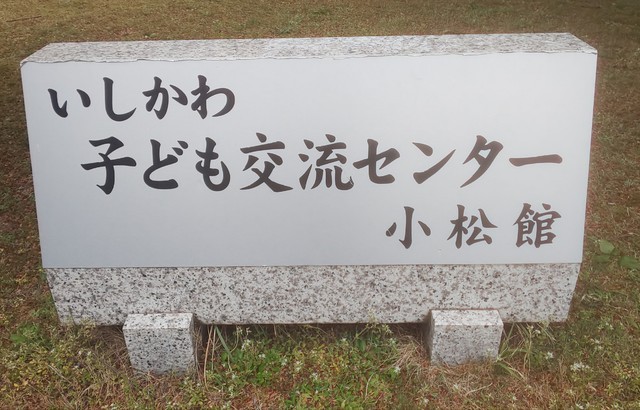 いしかわ
子ども交流センター
小松館